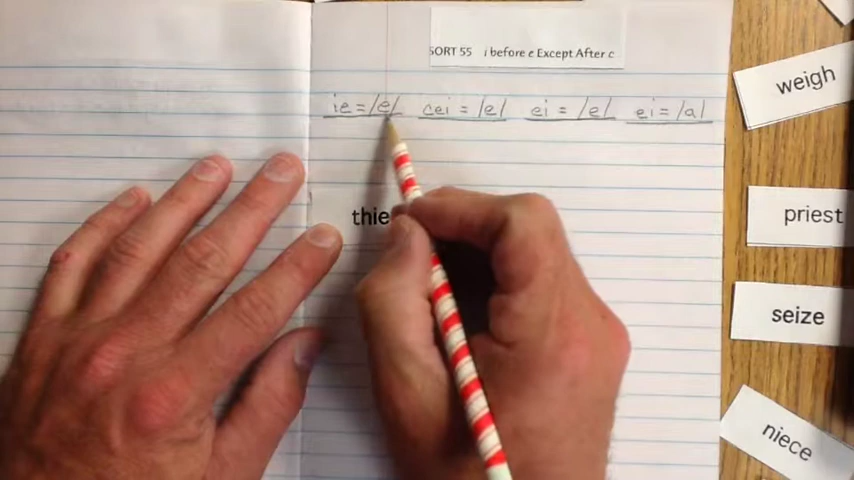 SORT 55 i before e Except After c
ie = /e/ cei = /e/ ei = /e/ ei = /a/
thie
weigh
priest
seize
niece